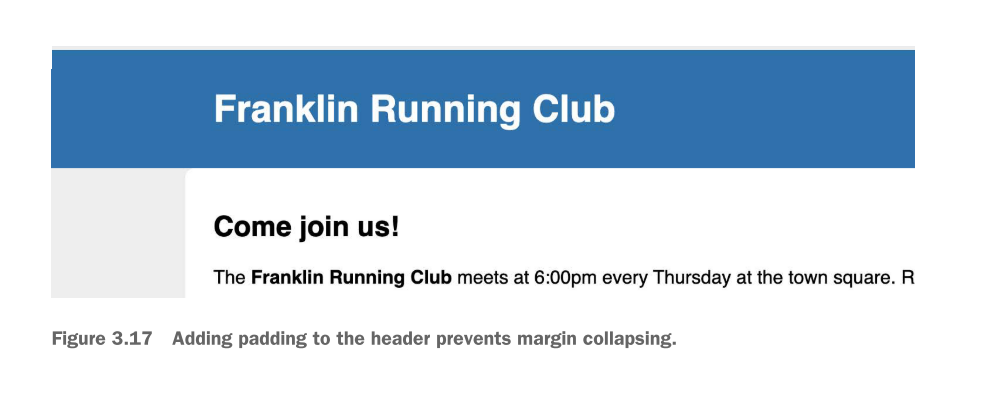 Franklin Running Club
Come join us!
The Franklin Running Club meets at 6:00pm every Thursday at the town square. R
Figure 3.17 Adding padding to the header prevents margin collapsing.